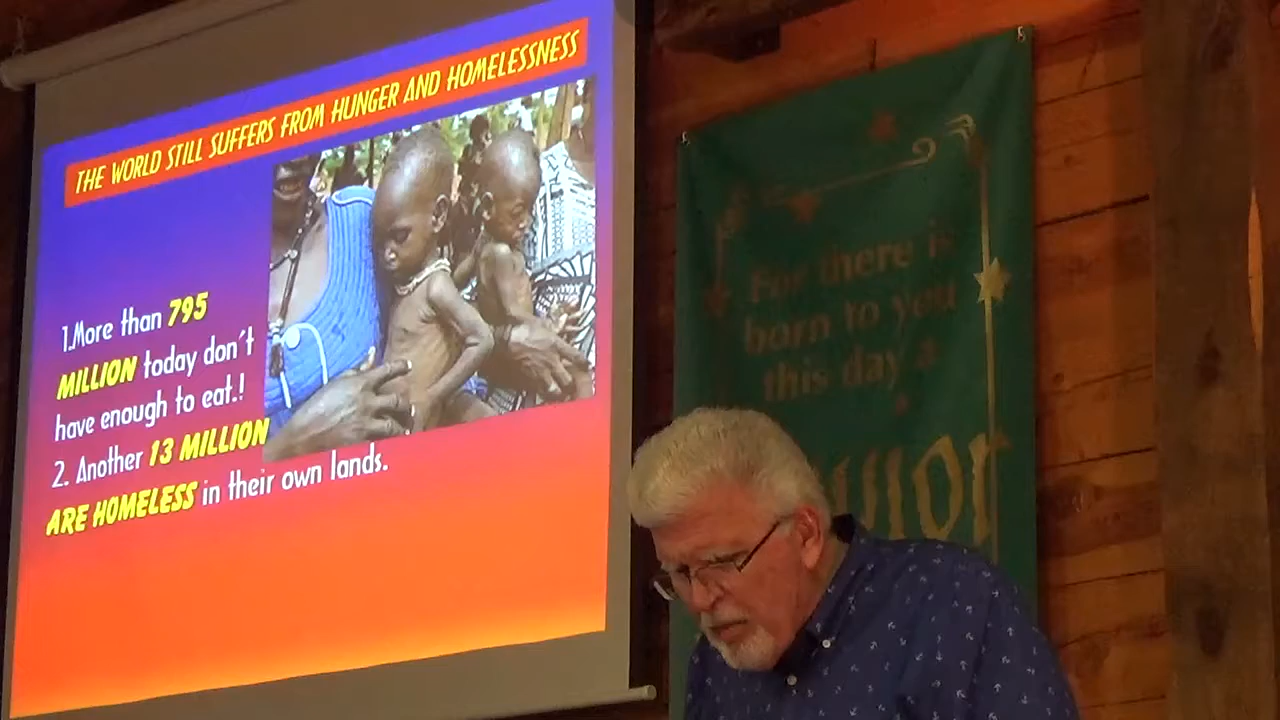 THE WORLD STILL SUFFERS FROM HUNGER AND HOMELESSNESS
1.More than 795
MILLION today don't
have enough to eat.!
2. Another 13 MILLION
ARE HOMELESS in their own lands.
For there is
born to you
this day a